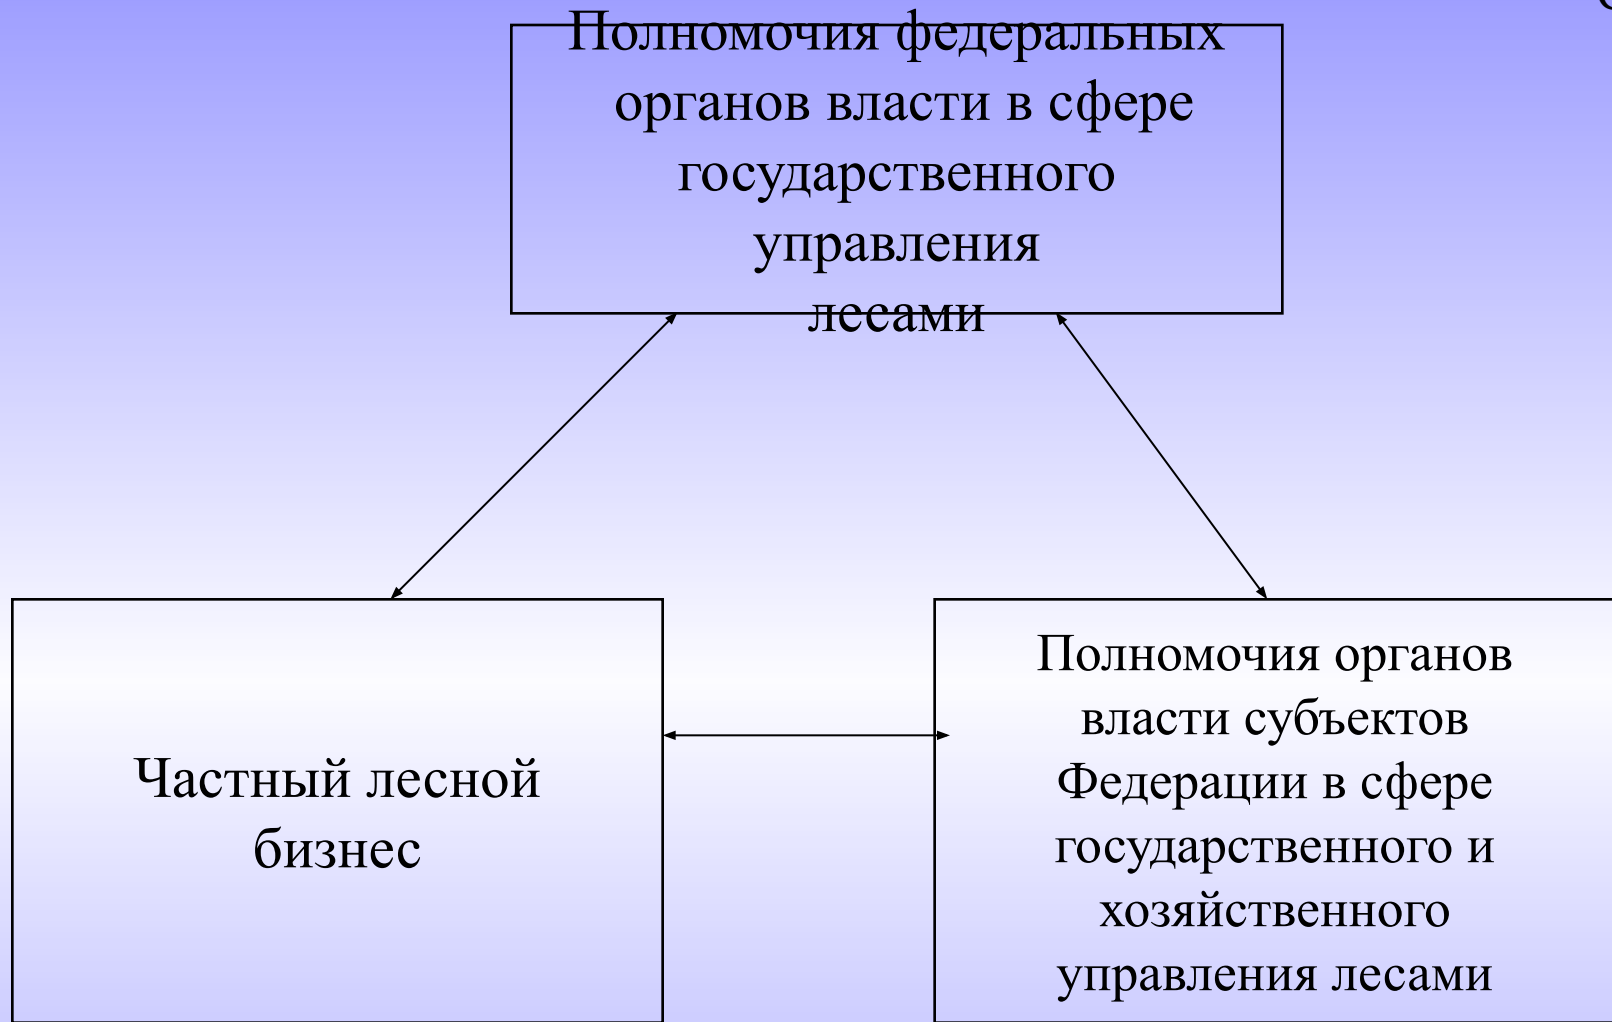 Полномочия федеральных
органов власти в сфере
государственного
управления
лесами
Частный лесной
бизнес
Полномочия органов
власти субъектов
Федерации в сфере
государственного и
хозяйственного
управления лесами